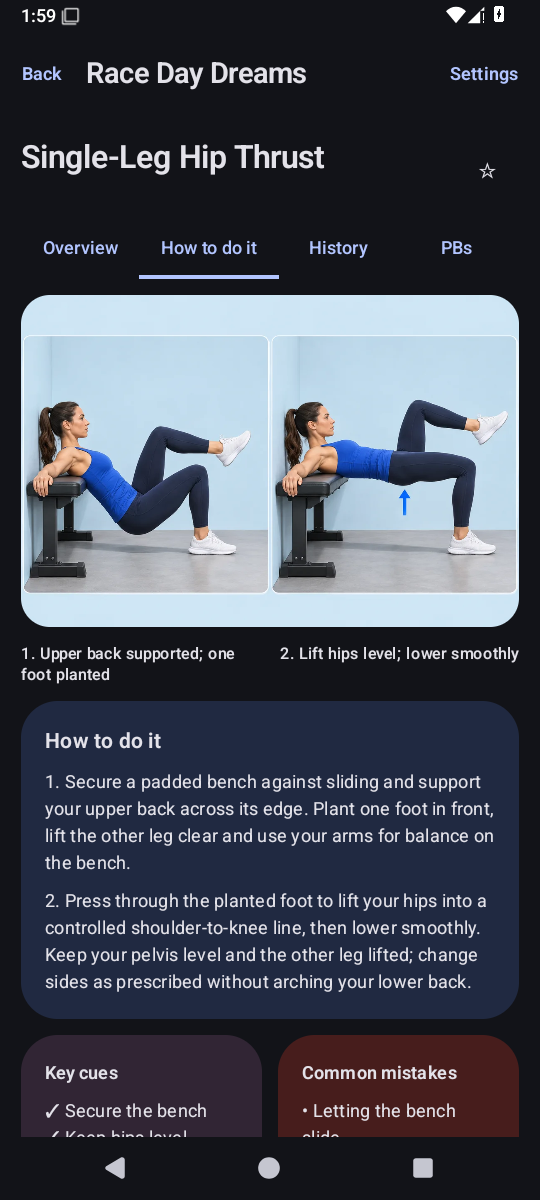 1:59
Back Race Day Dreams Settings
Single-Leg Hip Thrust
Overview How to do it History PBs
1. Upper back supported; one
foot planted
2. Lift hips level; lower smoothly
How to do it
1. Secure a padded bench against sliding and support
your upper back across its edge. Plant one foot in front,
lift the other leg clear and use your arms for balance on
the bench.
2. Press through the planted foot to lift your hips into a
controlled shoulder-to-knee line, then lower smoothly.
Keep your pelvis level and the other leg lifted; change
sides as prescribed without arching your lower back.
Key cues
✓ Secure the bench
✓ Keep hips level
Common mistakes
• Letting the bench
slide